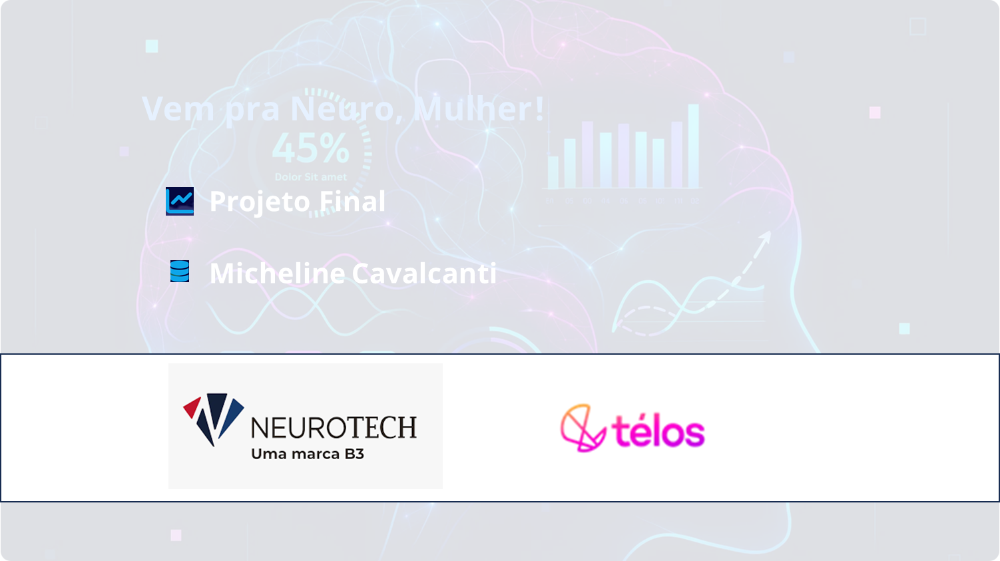 Vem pra Neuro, Mulher!
45%
Dolor Sit amet
Projeto Final
Micheline Cavalcanti
NEUROTECH
Uma marca B3
télos